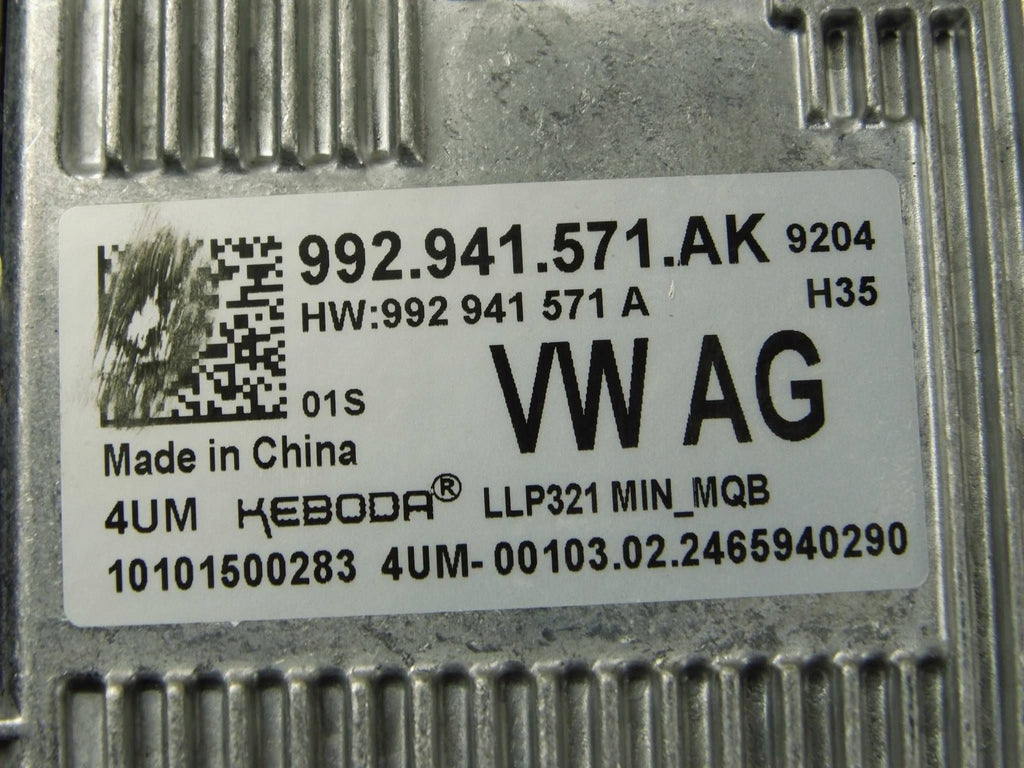 992.941.571.AK 9204
HW:992 941 571 A H35
VW AG
01S
Made in China
4UM KEBODA® LLP321 MIN_MQB
10101500283 4UM-00103.02.2465940290